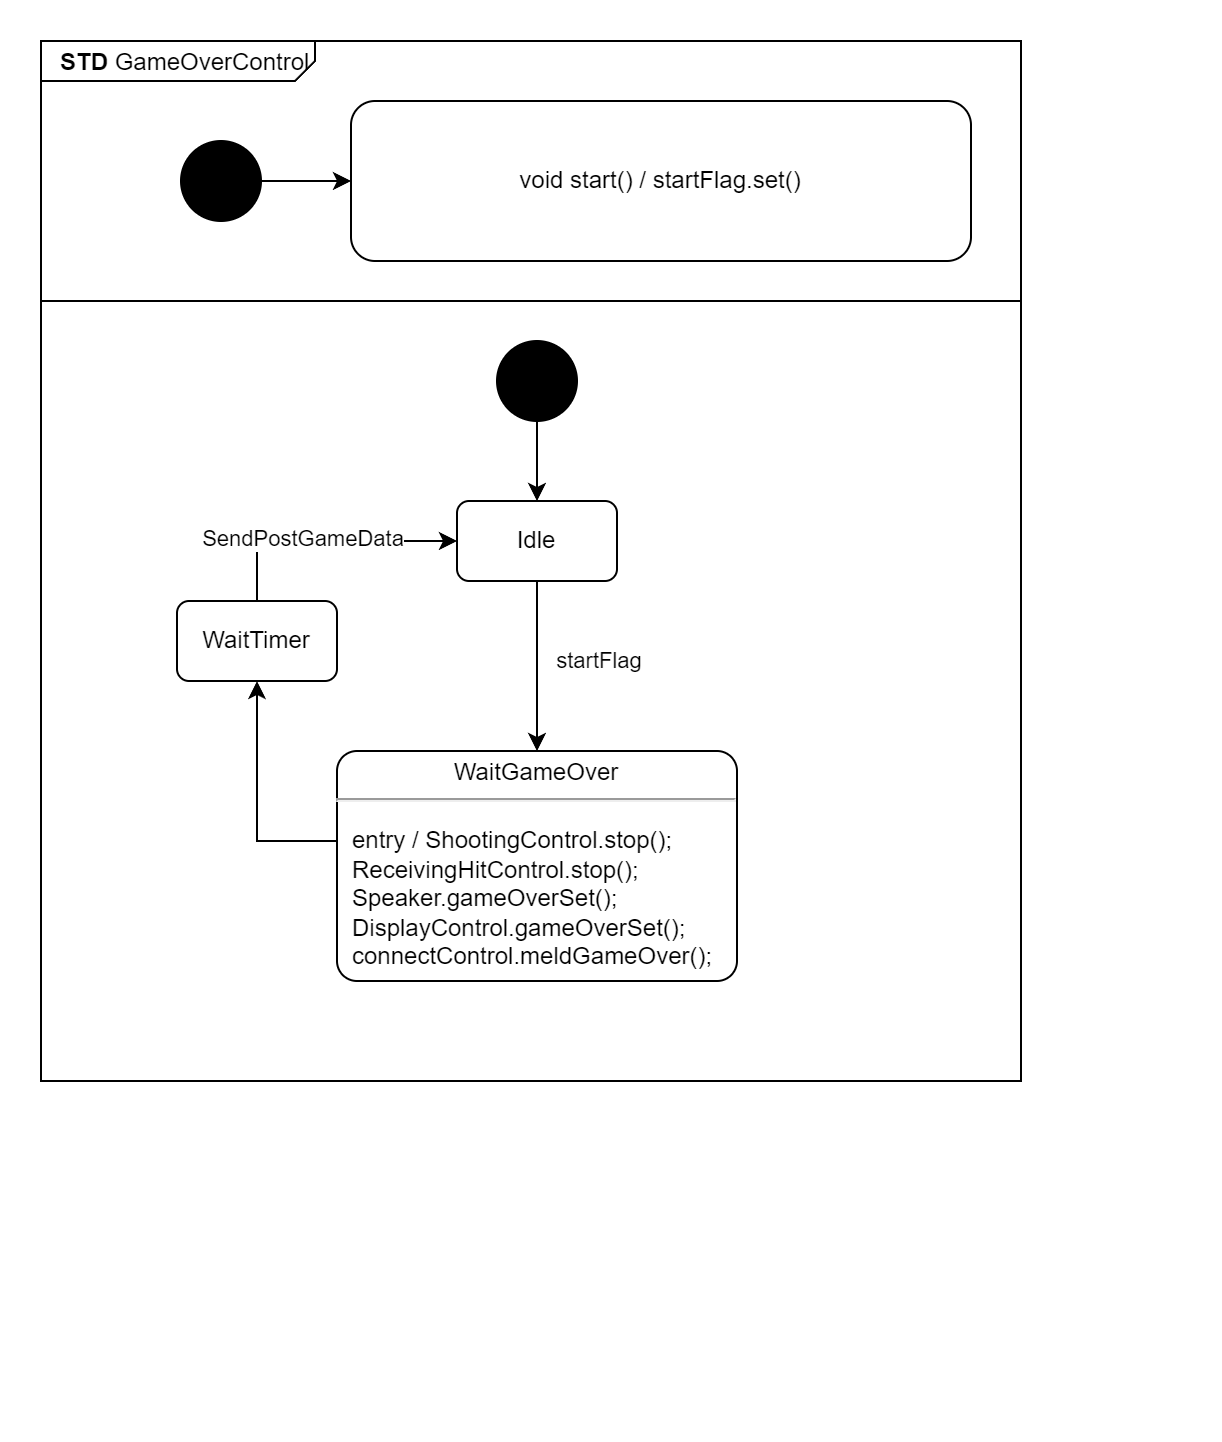 STD GameOverControl
void start() / startFlag.set()
SendPostGameData
Idle
WaitTimer
startFlag
WaitGameOver
entry / ShootingControl.stop();
ReceivingHitControl.stop();
Speaker.gameOverSet();
DisplayControl.gameOverSet();
connectControl.meldGameOver();